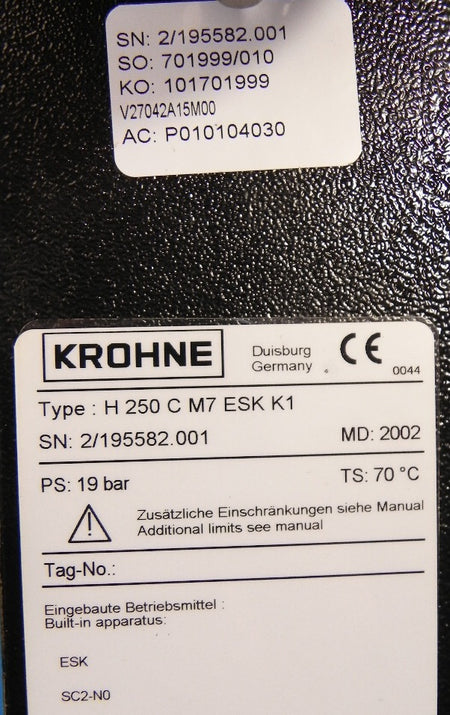 SN: 2/195582.001
SO: 701999/010
KO: 101701999
V27042A15M00
AC: P010104030
KROHNE
Duisburg
Germany
CE
0044
Type : H 250 C M7 ESK K1
SN: 2/195582.001 MD: 2002
PS: 19 bar TS: 70 °C
Zusätzliche Einschränkungen siehe Manual
Additional limits see manual
Tag-No.:
Eingebaute Betriebsmittel :
Built-in apparatus:
ESK
SC2-N0